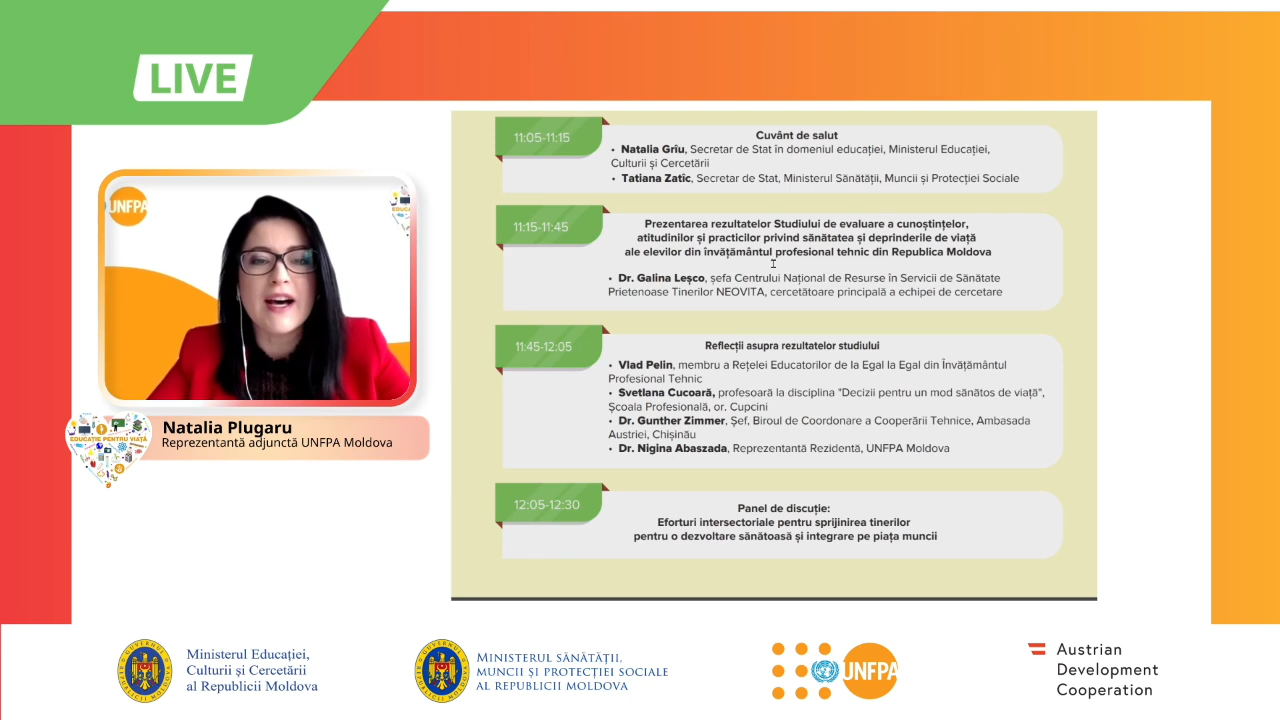 LIVE
UNFPA
Natalia Plugaru
Reprezentantă adjunctă UNFPA Moldova
EDUCAȚIE PENTRU VIAȚĂ
11:05-11:15
Cuvânt de salut
• Natalia Grîu, Secretar de Stat în domeniul educației, Ministerul Educației,
Culturii și Cercetării
• Tatiana Zatîc, Secretar de Stat, Ministerul Sănătății, Muncii și Protecției Sociale
11:15-11:45
Prezentarea rezultatelor Studiului de evaluare a cunoștințelor,
atitudinilor și practicilor privind sănătatea și deprinderile de viață
ale elevilor din învățământul profesional tehnic din Republica Moldova
• Dr. Galina Leșco, șefa Centrului Național de Resurse în Servicii de Sănătate
Prietenoase Tinerilor NEOVITA, cercetătoare principală a echipei de cercetare
11:45-12:05
Reflecții asupra rezultatelor studiului
• Vlad Pelin, membru a Rețelei Educatorilor de la Egal la Egal din Învățământul
Profesional Tehnic
• Svetlana Cucoară, profesoară la disciplina "Decizii pentru un mod sănătos de viață",
Școala Profesională, or. Cupcini
• Dr. Gunther Zimmer, Șef, Biroul de Coordonare a Cooperării Tehnice, Ambasada
Austriei, Chișinău
• Dr. Nigina Abaszada, Reprezentantă Rezidentă, UNFPA Moldova
12:05-12:30
Panel de discuție:
Eforturi intersectoriale pentru sprijinirea tinerilor
pentru o dezvoltare sănătoasă și integrare pe piața muncii
Ministerul Educației,
Culturii și Cercetării
al Republicii Moldova
MINISTERUL SĂNĂTĂȚII,
MUNCII ȘI PROTECȚIEI SOCIALE
AL REPUBLICII MOLDOVA
UNFPA
Austrian
Development
Cooperation